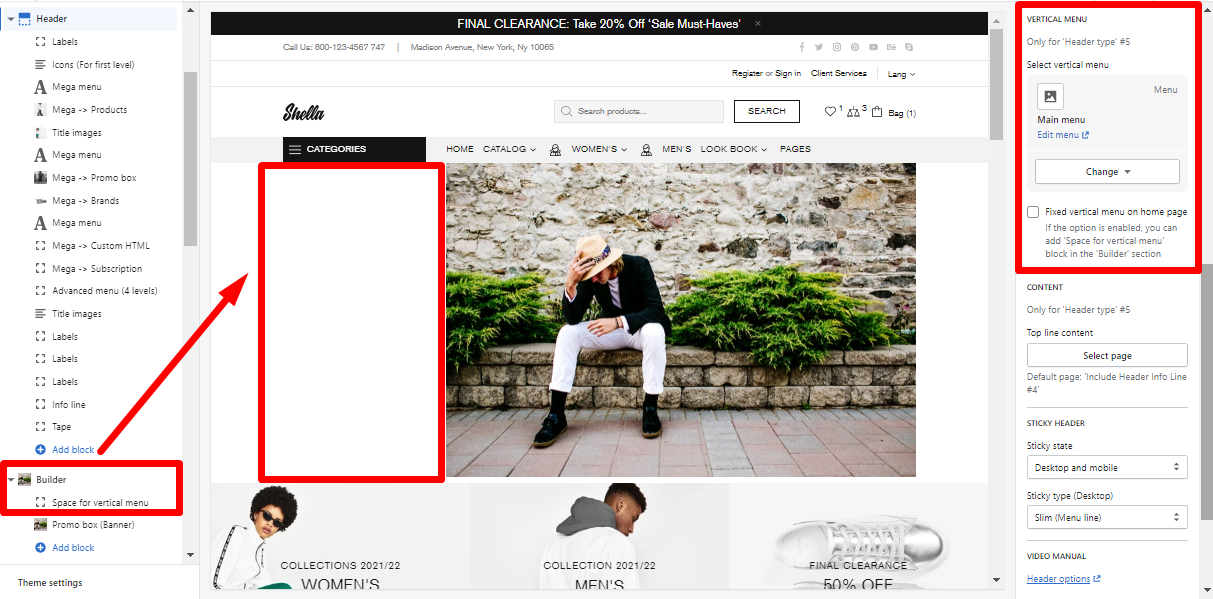 Header
Labels
Icons (For first level)
Mega menu
Mega -> Products
Title images
Mega menu
Mega -> Promo box
Mega -> Brands
Mega menu
Mega -> Custom HTML
Mega -> Subscription
Advanced menu (4 levels)
Title images
Labels
Labels
Labels
Info line
Tape
Add block
Builder
Space for vertical menu
Promo box (Banner)
Add block
Theme settings
FINAL CLEARANCE: Take 20% Off 'Sale Must-Haves' ×
Call Us: 800-123-4567 747 | Madison Avenue, New York, Ny 10065
Register or Sign in Client Services Lang
Shella
Search products...
SEARCH
1 3 Bag (1)
CATEGORIES
HOME CATALOG WOMEN'S MEN'S LOOK BOOK PAGES
COLLECTIONS 2021/22
WOMEN'S
COLLECTION 2021/22
MEN'S
FINAL CLEARANCE
50% OFF
VERTICAL MENU
Only for 'Header type' #5
Select vertical menu
Menu
Main menu
Edit menu
Change
Fixed vertical menu on home page
If the option is enabled, you can
add 'Space for vertical menu'
block in the 'Builder' section
CONTENT
Only for 'Header type' #5
Top line content
Select page
Default page: 'Include Header Info Line
#4'
STICKY HEADER
Sticky state
Desktop and mobile
Sticky type (Desktop)
Slim (Menu line)
VIDEO MANUAL
Header options